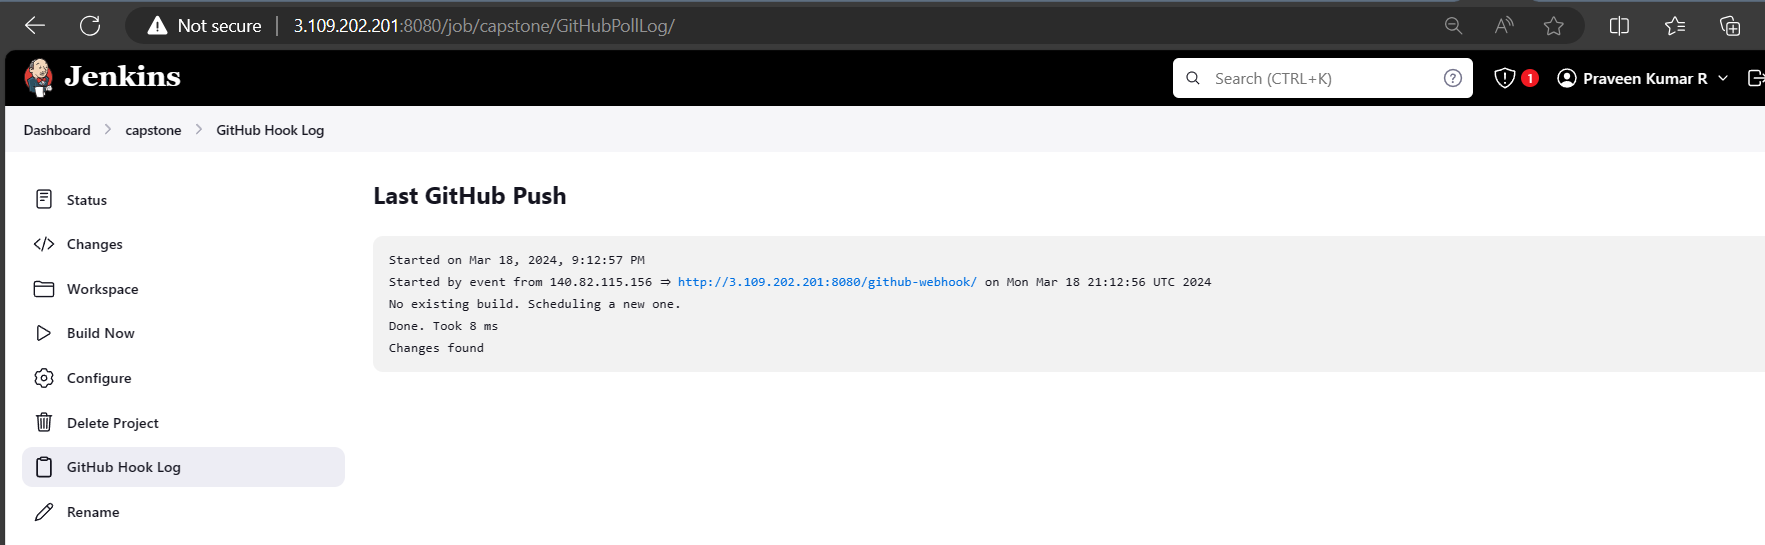 Not secure 3.109.202.201:8080/job/capstone/GitHubPollLog/
Jenkins Search (CTRL+K) 1 Praveen Kumar R
Dashboard capstone GitHub Hook Log
Status
Changes
Workspace
Build Now
Configure
Delete Project
GitHub Hook Log
Rename
Last GitHub Push
Started on Mar 18, 2024, 9:12:57 PM
Started by event from 140.82.115.156 ⇒ http://3.109.202.201:8080/github-webhook/ on Mon Mar 18 21:12:56 UTC 2024
No existing build. Scheduling a new one.
Done. Took 8 ms
Changes found